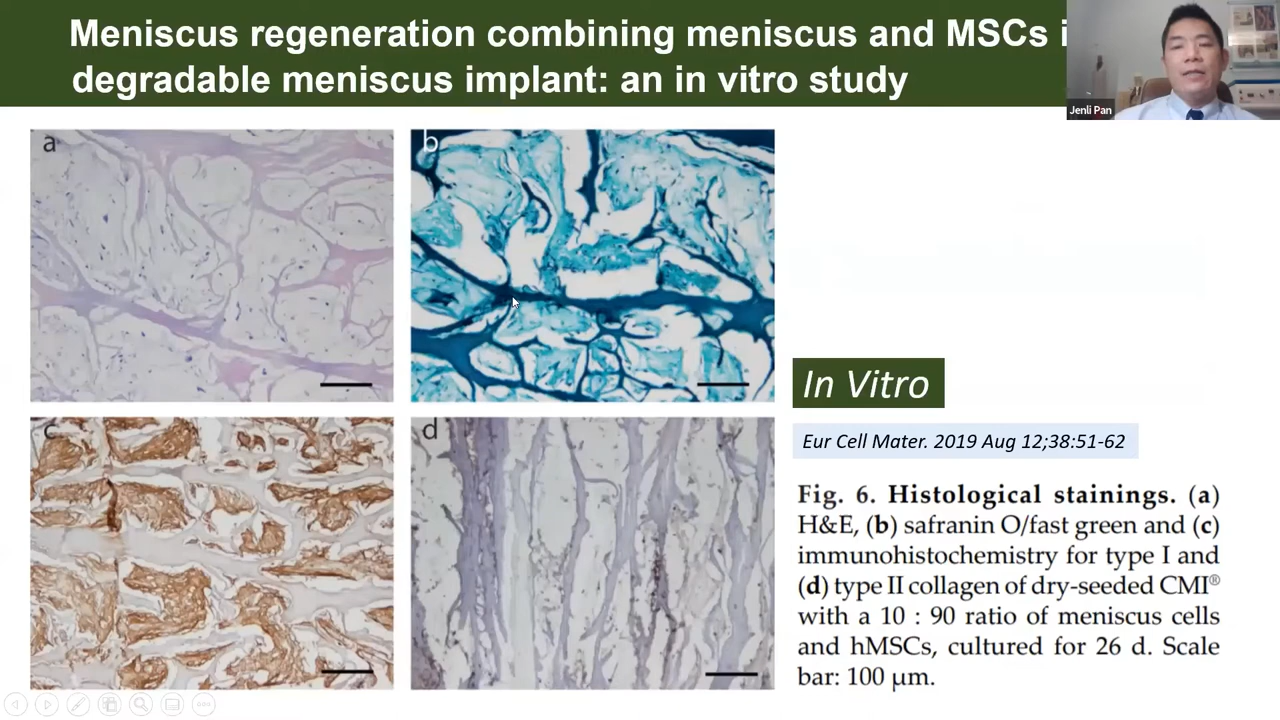 Meniscus regeneration combining meniscus and MSCs
degradable meniscus implant: an in vitro study
Jenli Pan
a
b
c
d
In Vitro
Eur Cell Mater. 2019 Aug 12;38:51-62
Fig. 6. Histological stainings. (a)
H&E, (b) safranin O/fast green and (c)
immunohistochemistry for type I and
(d) type II collagen of dry-seeded CMI®
with a 10 : 90 ratio of meniscus cells
and hMSCs, cultured for 26 d. Scale
bar: 100 µm.